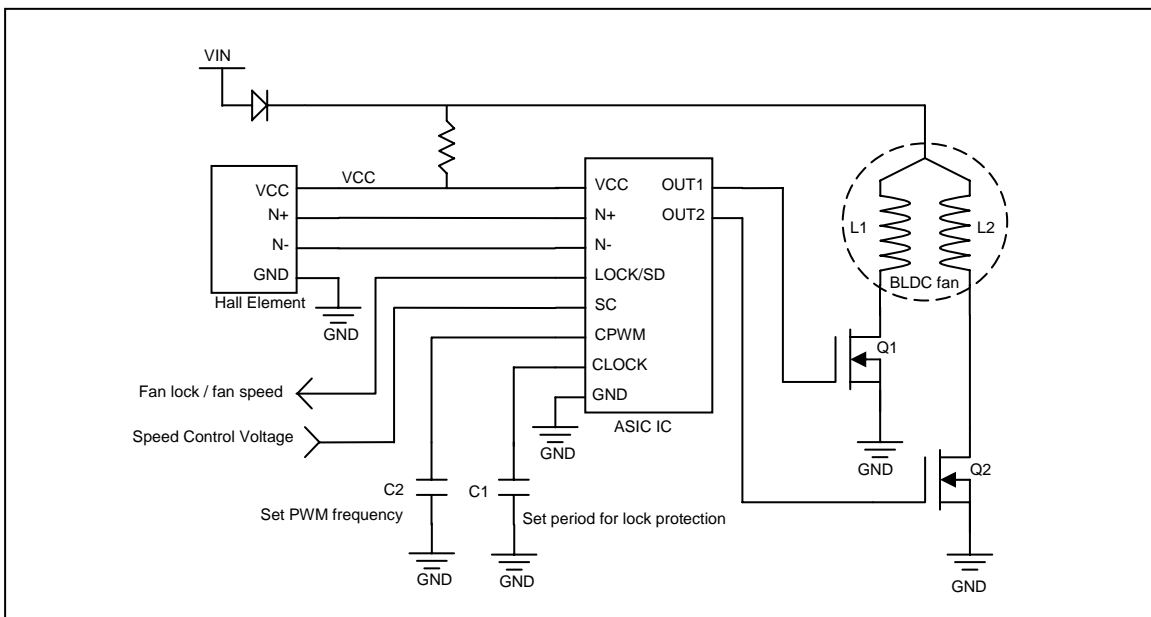 VIN
VCC
VCC
N+
N-
GND
Hall Element
GND
VCC
N+
N-
LOCK/SD
SC
CPWM
CLOCK
GND
OUT1
OUT2
ASIC IC
GND
L1
L2
BLDC fan
Q1
GND
Q2
GND
Fan lock / fan speed
Speed Control Voltage
C2
Set PWM frequency
GND
C1
Set period for lock protection
GND